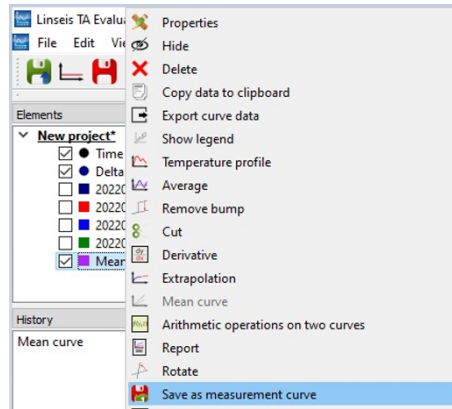 Linseis TA Evalu
File Edit Vi
Elements
New project*
Time
Delta
2022
2022
2022
2022
Mear
History
Mean curve
Properties
Hide
Delete
Copy data to clipboard
Export curve data
Show legend
Temperature profile
Average
Remove bump
Cut
Derivative
Extrapolation
Mean curve
Arithmetic operations on two curves
Report
Rotate
Save as measurement curve